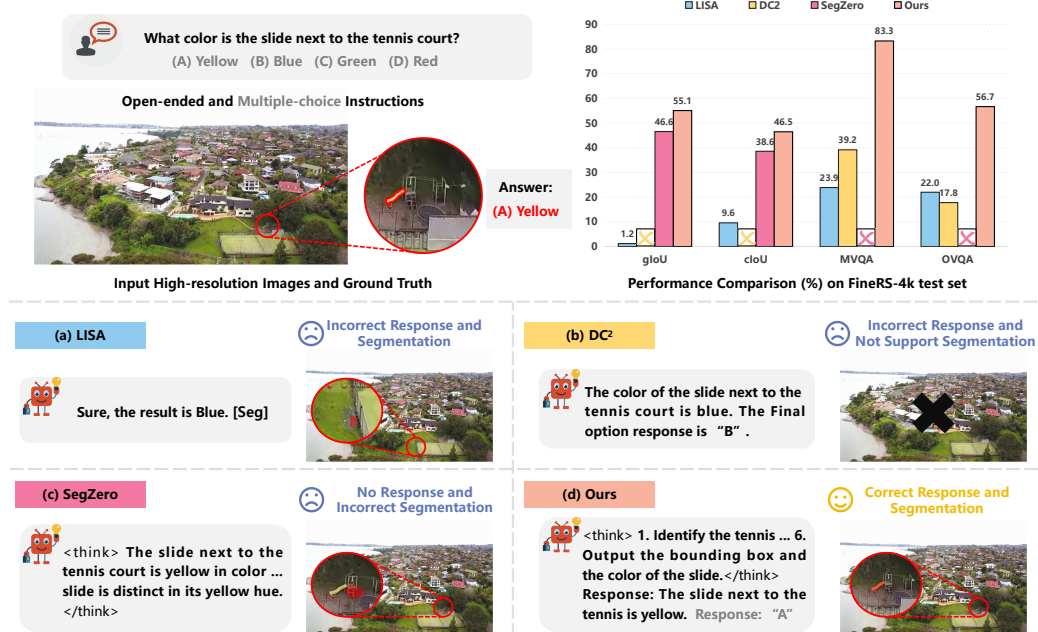 What color is the slide next to the tennis court?
(A) Yellow (B) Blue (C) Green (D) Red
Open-ended and Multiple-choice Instructions
Answer:
(A) Yellow
Input High-resolution Images and Ground Truth
LISA DC2 SegZero Ours
90
80
70
60
50
40
30
20
10
0
1.2 46.6 55.1
9.6 38.6 46.5
23.9 39.2 83.3
22.0 17.8 56.7
gIoU cIoU MVQA OVQA
Performance Comparison (%) on FineRS-4k test set
(a) LISA
Incorrect Response and
Segmentation
Sure, the result is Blue. [Seg]
(b) DC²
Incorrect Response and
Not Support Segmentation
The color of the slide next to the
tennis court is blue. The Final
option response is “B”.
(c) SegZero
No Response and
Incorrect Segmentation
<think> The slide next to the
tennis court is yellow in color ...
slide is distinct in its yellow hue.
</think>
(d) Ours
Correct Response and
Segmentation
<think> 1. Identify the tennis ... 6.
Output the bounding box and
the color of the slide.</think>
Response: The slide next to the
tennis is yellow. Response: “A”